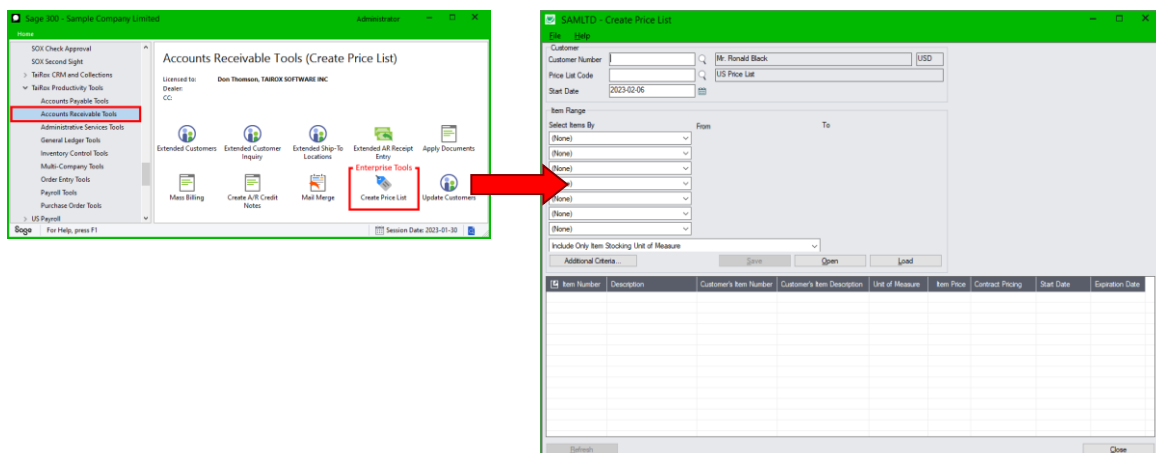 Sage 300 - Sample Company Limited
Administrator
Home
SOX Check Approval
SOX Second Sight
TaiRox CRM and Collections
TaiRox Productivity Tools
Accounts Payable Tools
Accounts Receivable Tools
Administrative Services Tools
General Ledger Tools
Inventory Control Tools
Multi-Company Tools
Order Entry Tools
Payroll Tools
Purchase Order Tools
US Payroll
Accounts Receivable Tools (Create Price List)
Licensed to: Don Thomson, TAIROX SOFTWARE INC
Dealer:
CC:
Extended Customers
Extended Customer Inquiry
Extended Ship-To Locations
Extended AR Receipt Entry
Apply Documents
Enterprise Tools
Mass Billing
Create A/R Credit Notes
Mail Merge
Create Price List
Update Customers
Sage For Help, press F1
Session Date: 2023-01-30
SAMLTD - Create Price List
File Help
Customer
Customer Number Mr. Ronald Black USD
Price List Code US Price List
Start Date 2023-02-06
Item Range
Select Items By From To
(None)
(None)
(None)
(None)
(None)
(None)
Include Only Item Stocking Unit of Measure
Additional Criteria... Save Open Load
Item Number Description Customer's Item Number Customer's Item Description Unit of Measure Item Price Contract Pricing Start Date Expiration Date
Refresh Close